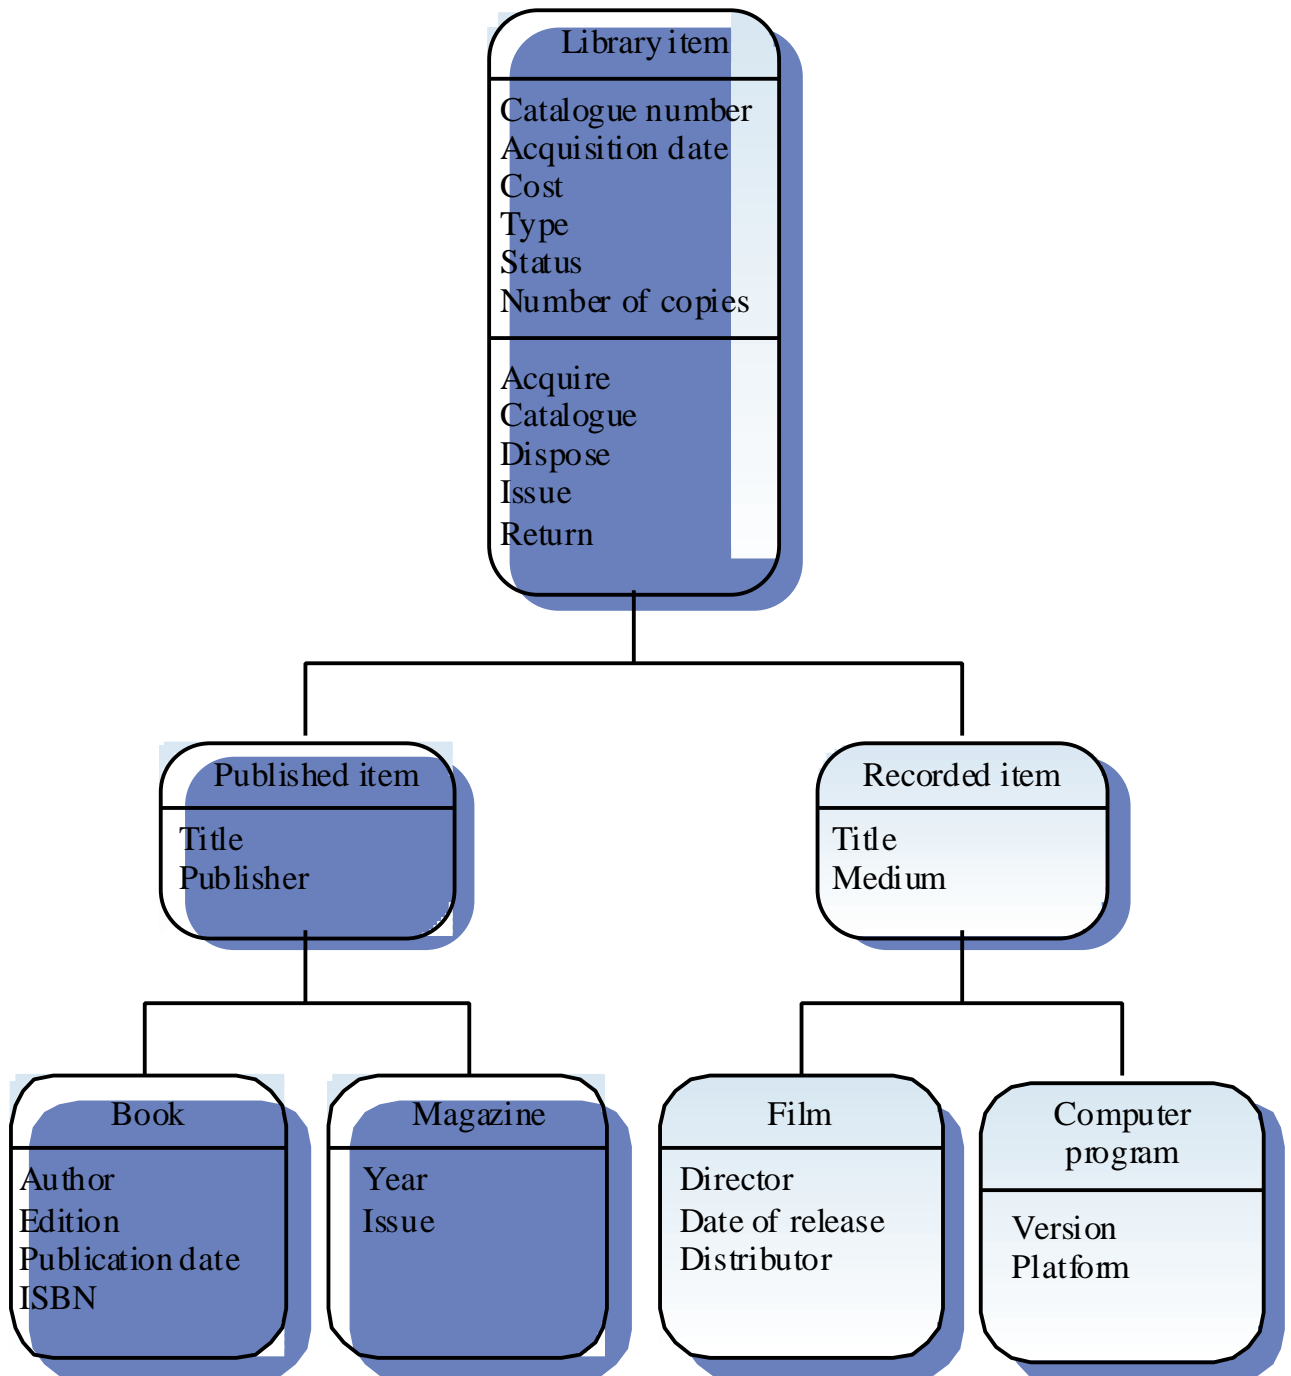 Library item
Catalogue number
Acquisition date
Cost
Type
Status
Number of copies
Acquire
Catalogue
Dispose
Issue
Return
Published item
Title
Publisher
Recorded item
Title
Medium
Book
Author
Edition
Publication date
ISBN
Magazine
Year
Issue
Film
Director
Date of release
Distributor
Computer
program
Version
Platform